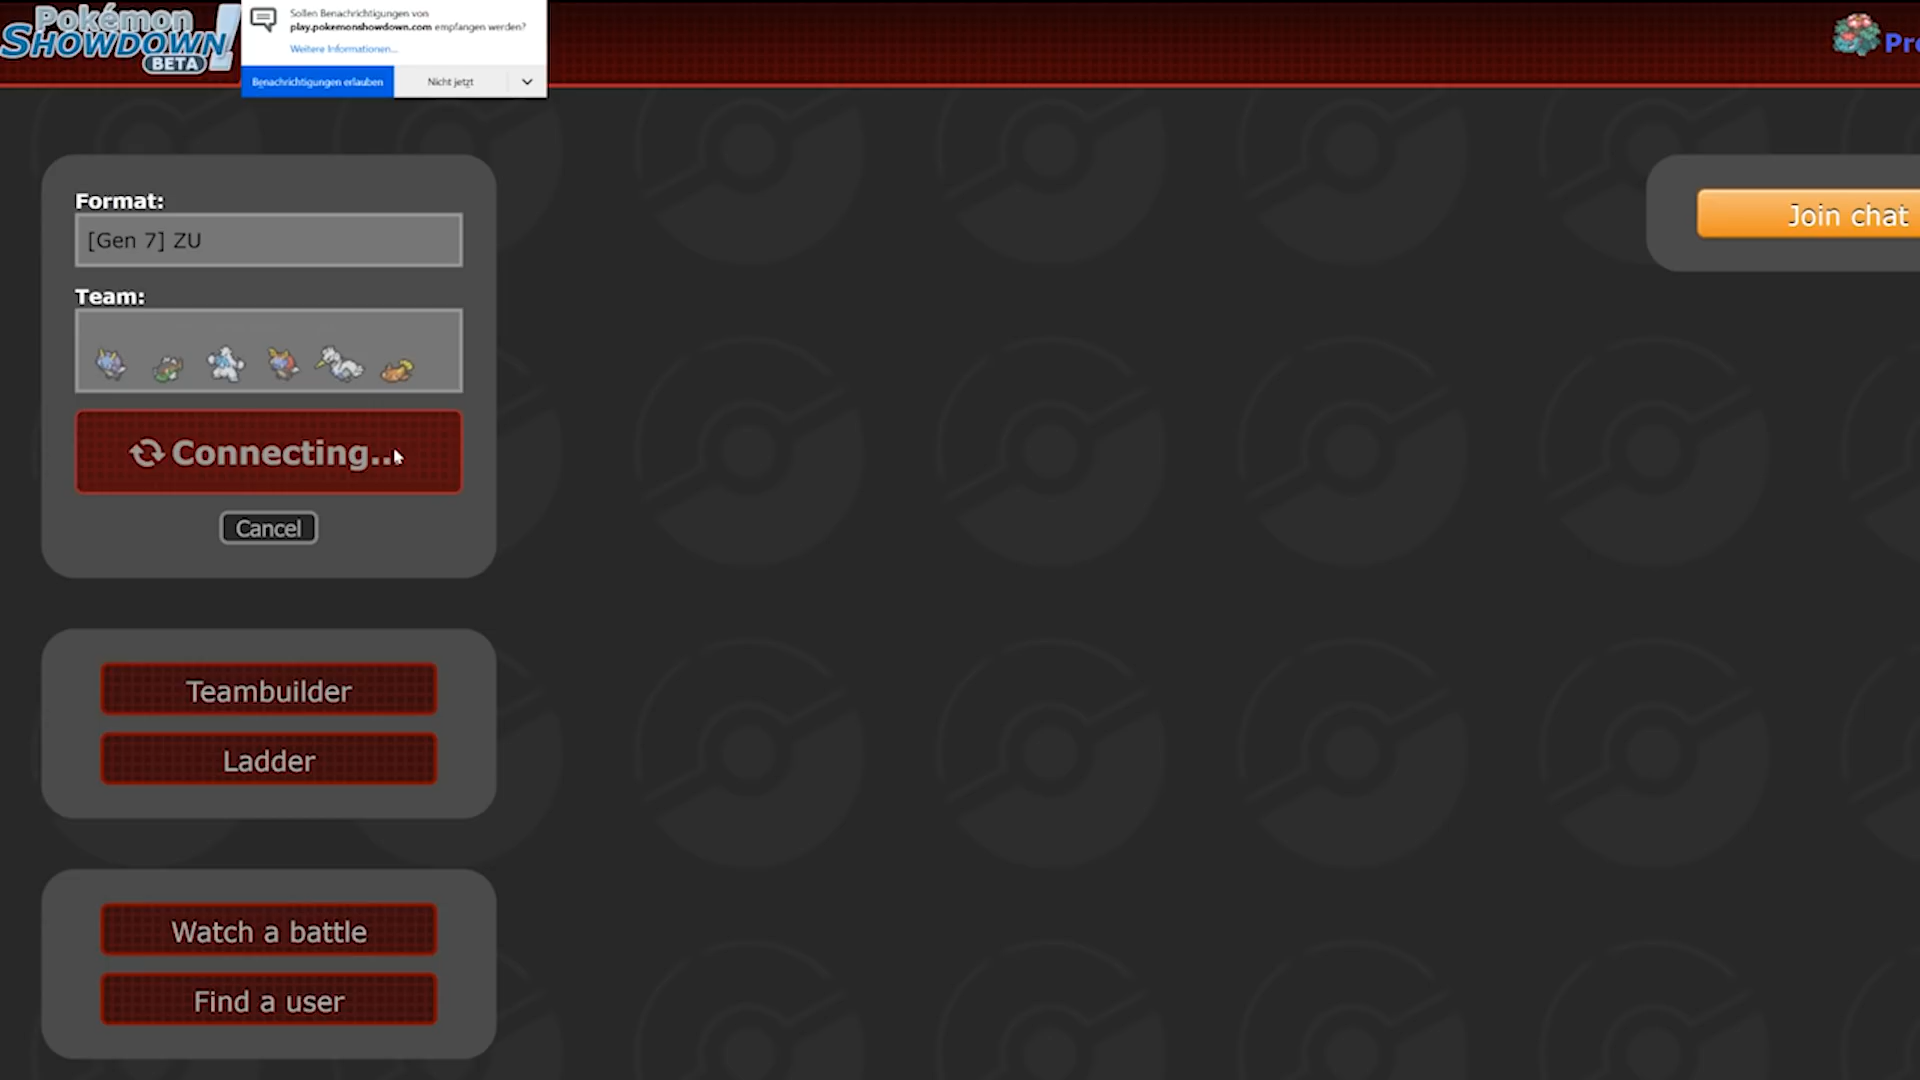 Pokémon
SHOWDOWN!
BETA
Sollen Benachrichtigungen von
play.pokemonshowdown.com empfangen werden?
Weitere Informationen...
Benachrichtigungen erlauben
Nicht jetzt
Pre
Format:
[Gen 7] ZU
Join chat
Team:
Connecting...
Cancel
Teambuilder
Ladder
Watch a battle
Find a user